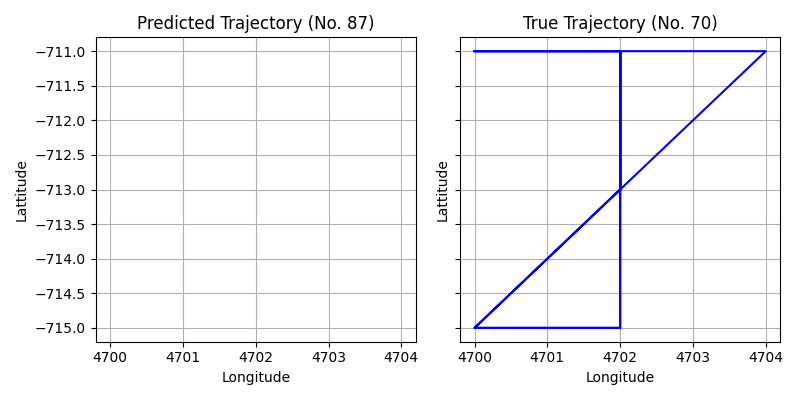 Predicted Trajectory (No. 87)
True Trajectory (No. 70)
−711.0
−711.5
−712.0
−712.5
−713.0
−713.5
−714.0
−714.5
−715.0
Lattitude
Lattitude
4700 4701 4702 4703 4704
4700 4701 4702 4703 4704
Longitude
Longitude